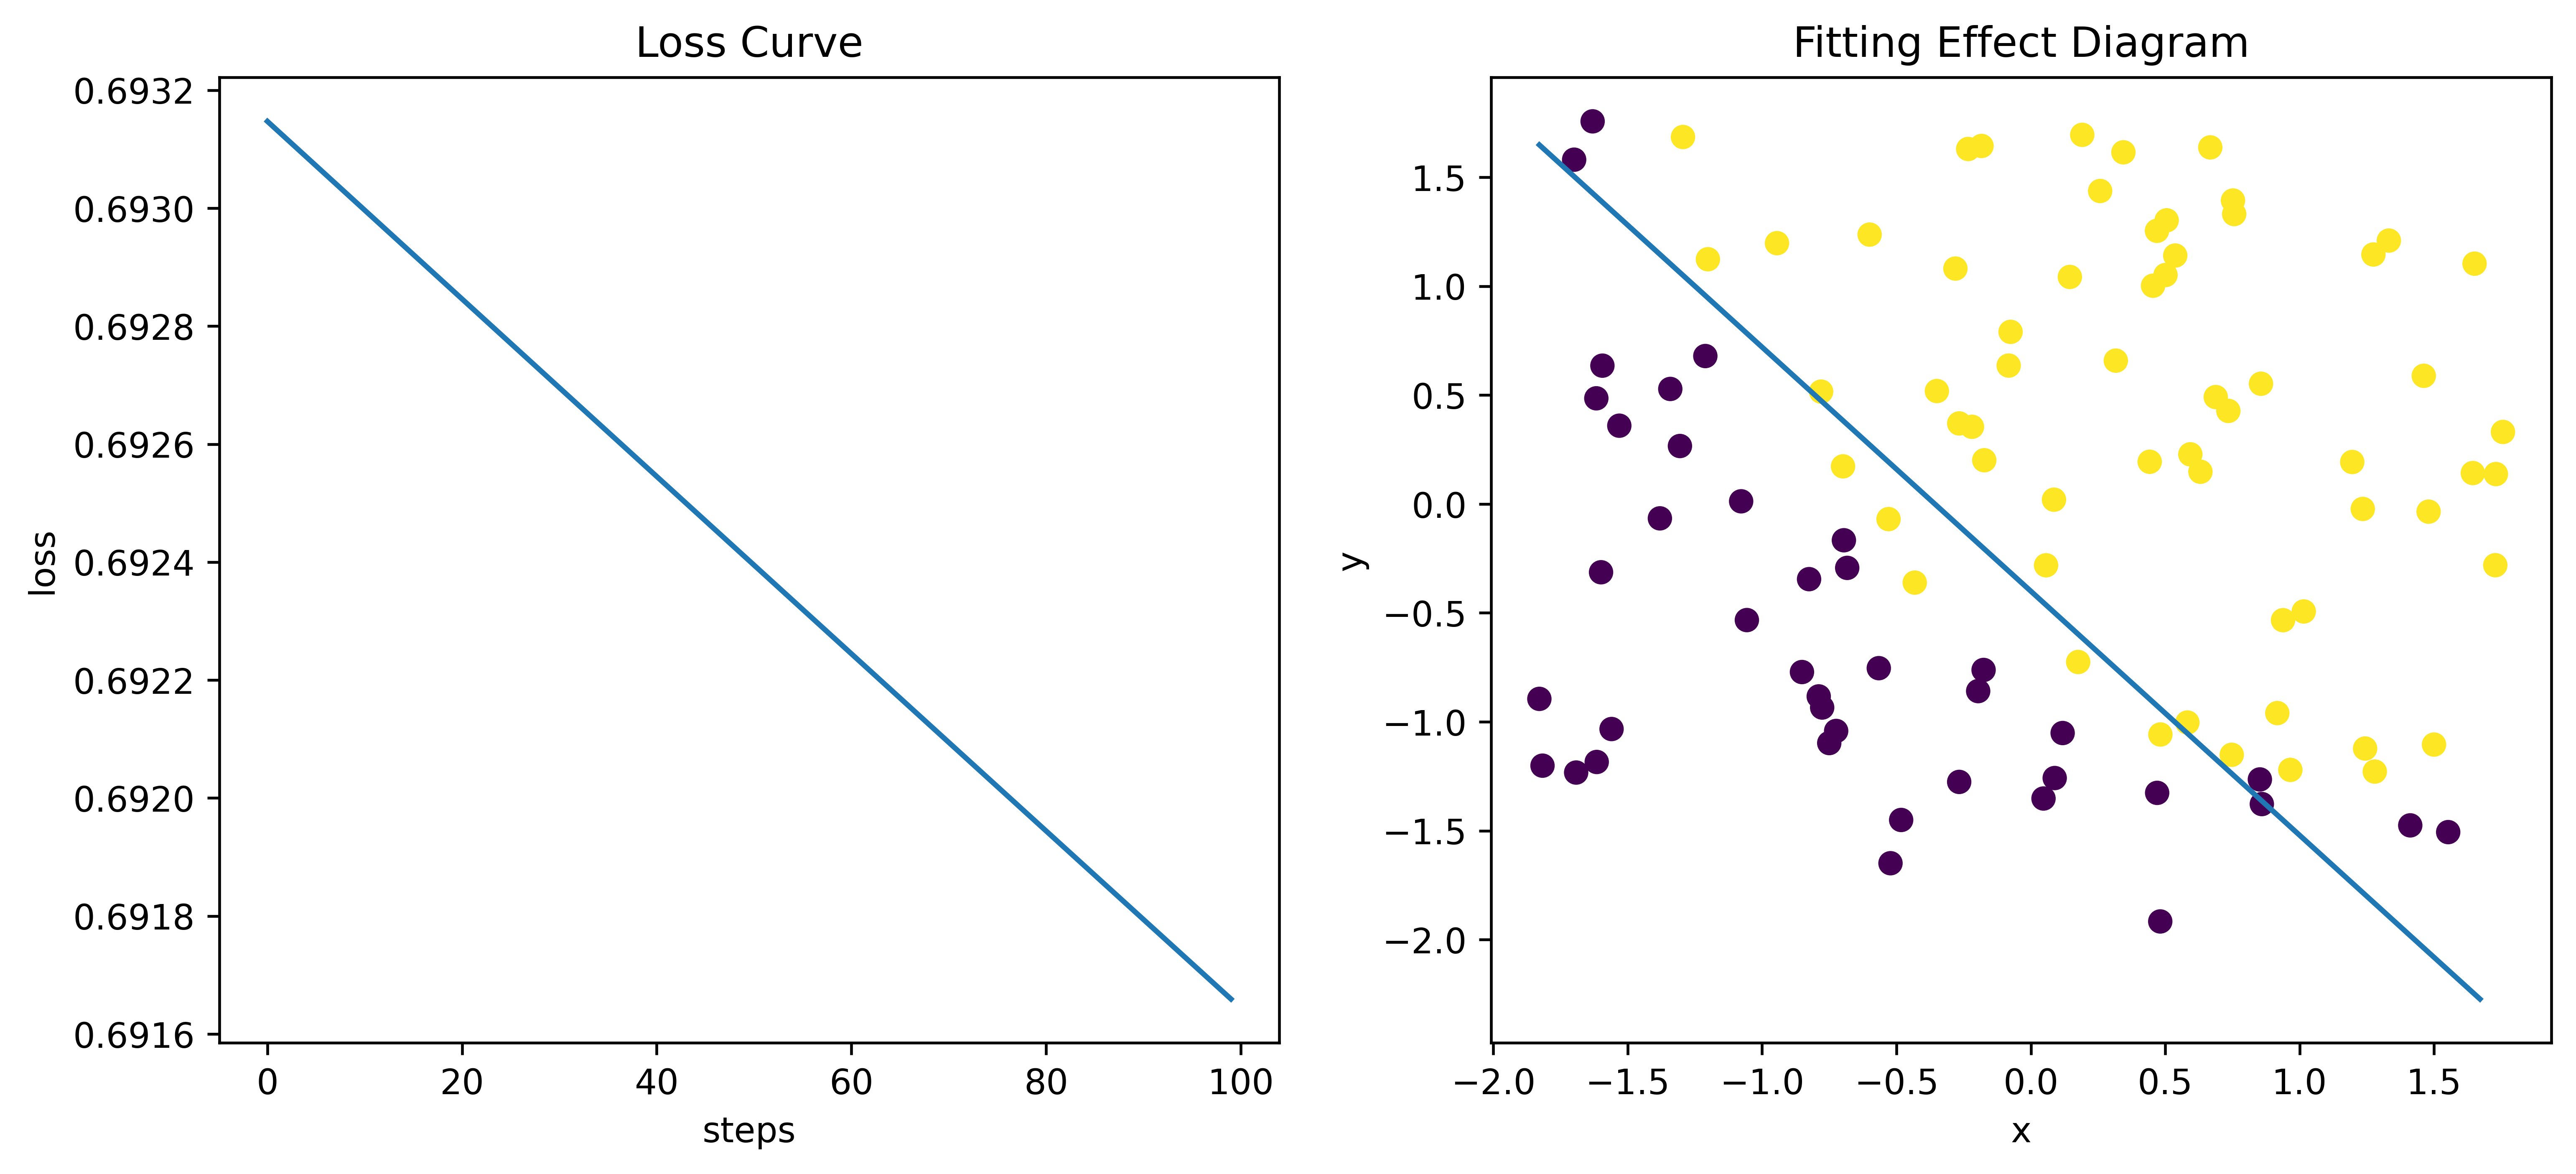 Loss Curve
0.6932
0.6930
0.6928
0.6926
0.6924
0.6922
0.6920
0.6918
0.6916
loss
0 20 40 60 80 100
steps
Fitting Effect Diagram
1.5
1.0
0.5
0.0
−0.5
−1.0
−1.5
−2.0
y
−2.0 −1.5 −1.0 −0.5 0.0 0.5 1.0 1.5
x